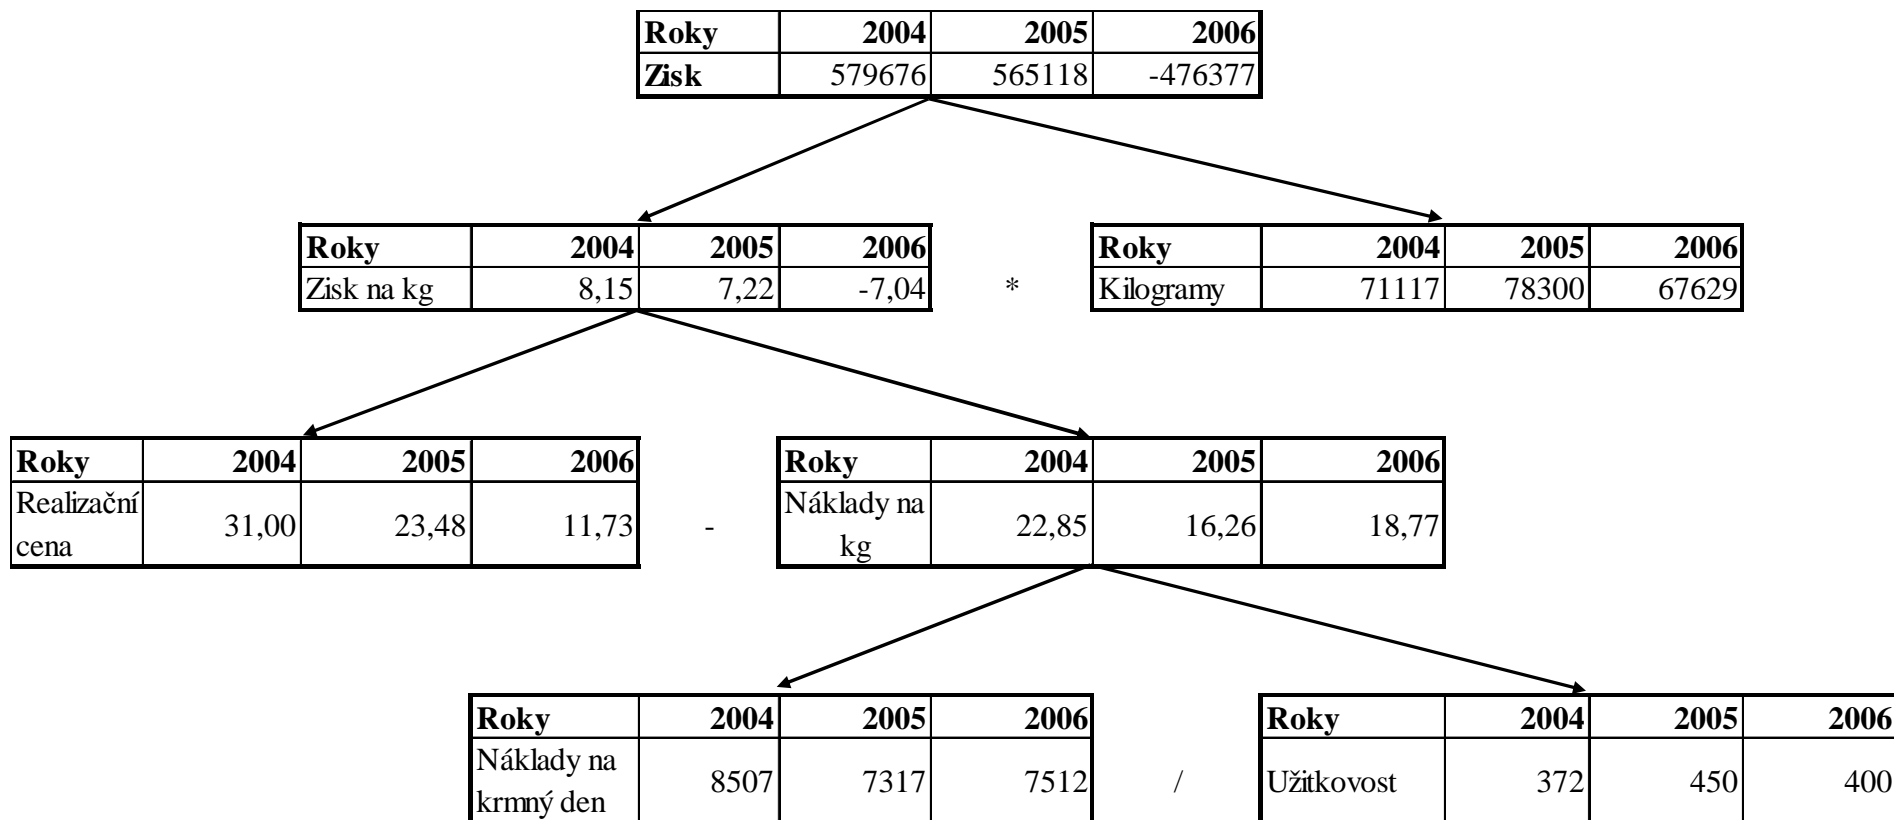 Roky 2004 2005 2006
Zisk 579676 565118 -476377
Roky 2004 2005 2006
Zisk na kg 8,15 7,22 -7,04
*
Roky 2004 2005 2006
Kilogramy 71117 78300 67629
Roky 2004 2005 2006
Realizační
cena 31,00 23,48 11,73
-
Roky 2004 2005 2006
Náklady na
kg 22,85 16,26 18,77
Roky 2004 2005 2006
Náklady na
krmný den 8507 7317 7512
/
Roky 2004 2005 2006
Užitkovost 372 450 400